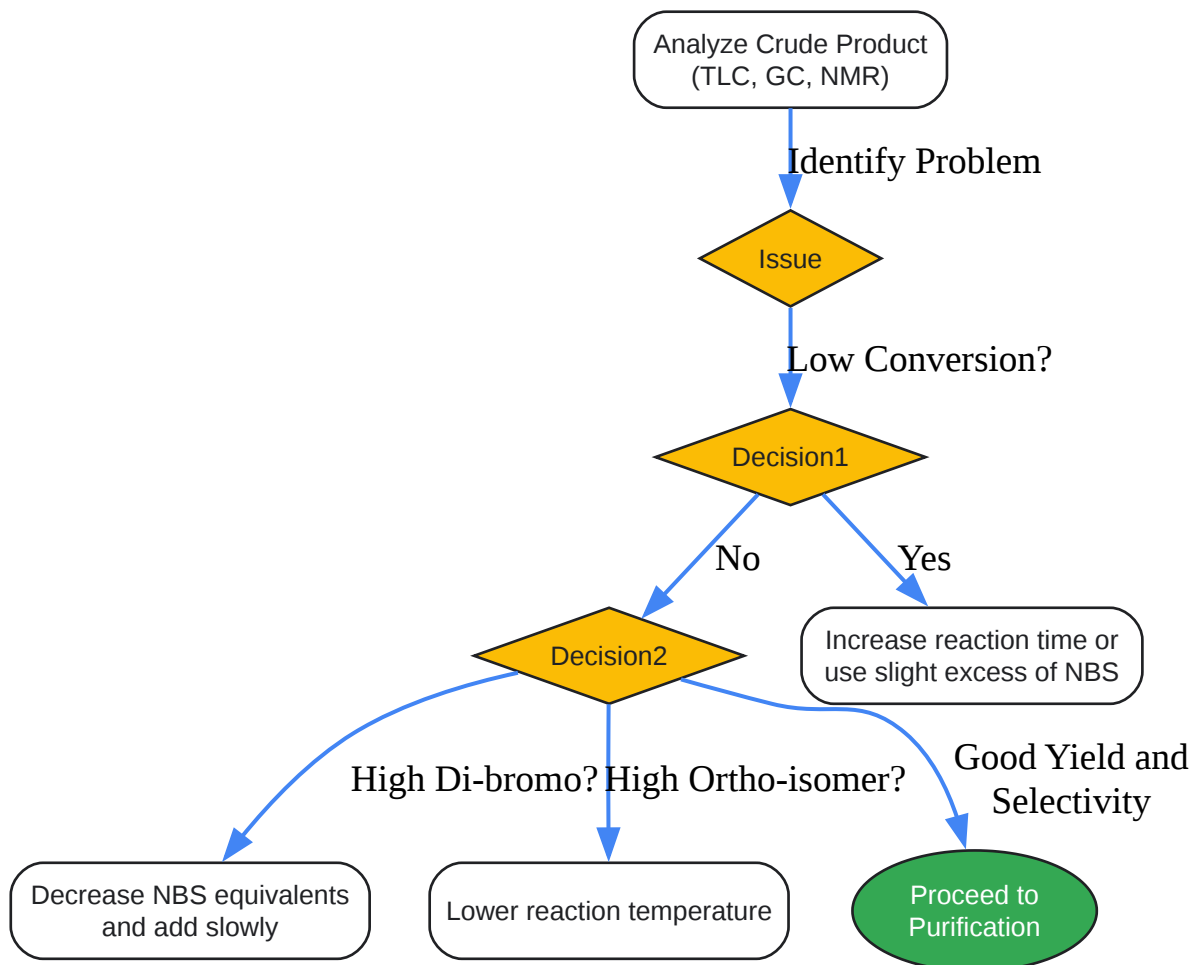 Analyze Crude Product
(TLC, GC, NMR)
Identify Problem
Issue
Low Conversion?
Decision1
No
Yes
Decision2
Increase reaction time or
use slight excess of NBS
High Di-bromo?
High Ortho-isomer?
Good Yield and
Selectivity
Decrease NBS equivalents
and add slowly
Lower reaction temperature
Proceed to
Purification